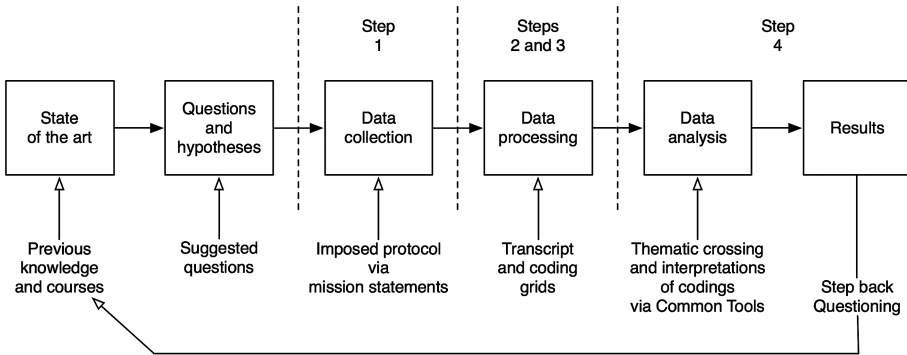 Step
1
Steps
2 and 3
Step
4
State
of the art
Questions
and
hypotheses
Data
collection
Data
processing
Data
analysis
Results
Previous
knowledge
and courses
Suggested
questions
Imposed protocol
via
mission statements
Transcript
and coding
grids
Thematic crossing
and interpretations
of codings
via Common Tools
Step back
Questioning